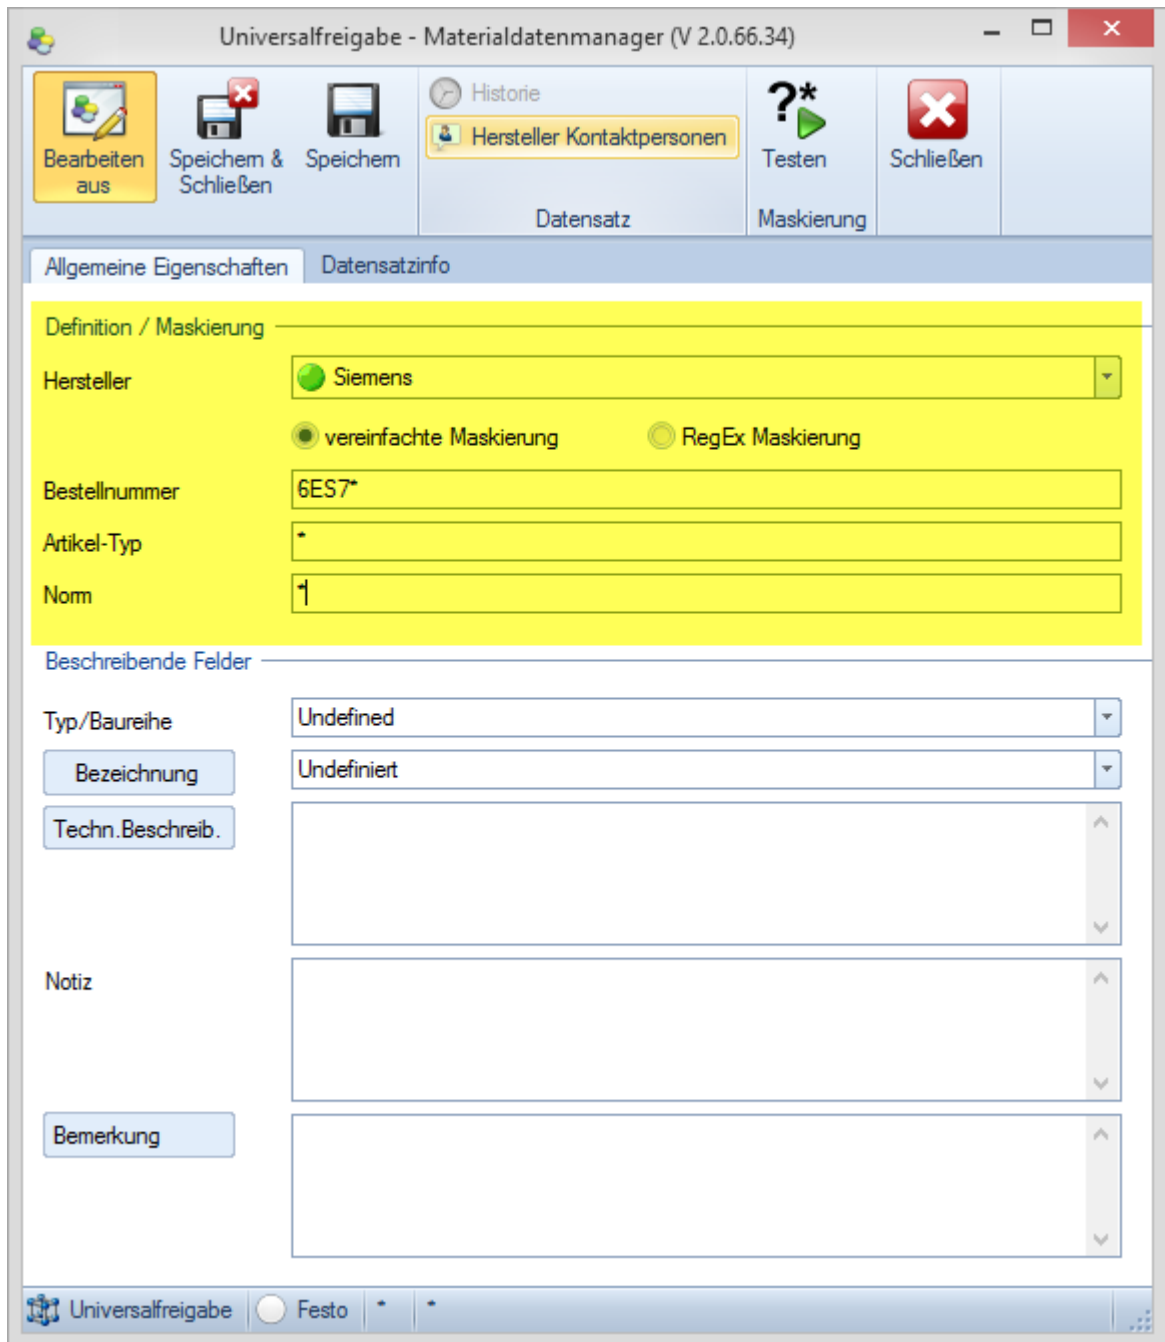 Universalfreigabe - Materialdatenmanager (V 2.0.66.34)
Bearbeiten aus
Speichern & Schließen
Speichern
Historie
Hersteller Kontaktpersonen
Datensatz
?*
Testen
Maskierung
Schließen
Allgemeine Eigenschaften
Datensatzinfo
Definition / Maskierung
Hersteller Siemens
vereinfachte Maskierung RegEx Maskierung
Bestellnummer 6ES7*
Artikel-Typ *
Norm *
Beschreibende Felder
Typ/Baureihe Undefined
Bezeichnung Undefiniert
Techn.Beschreib.
Notiz
Bemerkung
Universalfreigabe Festo * *